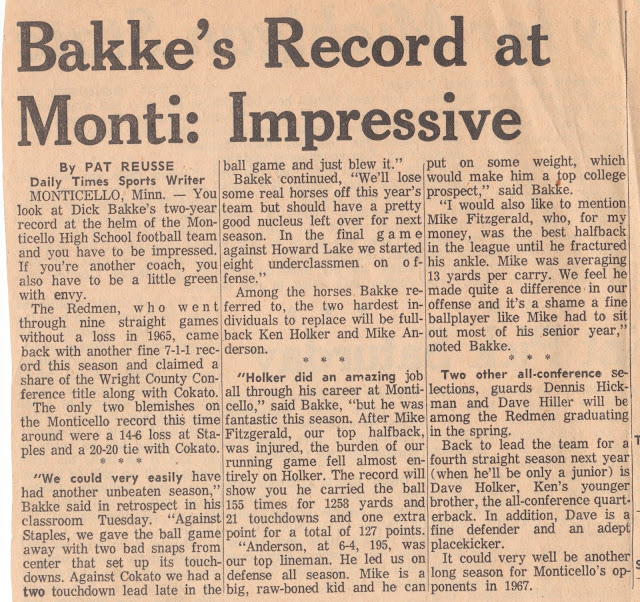 Bakke's Record at
Monti: Impressive
By PAT REUSSE
Daily Times Sports Writer
MONTICELLO, Minn. — You
look at Dick Bakke's two-year
record at the helm of the Mon-
ticello High School football team
and you have to be impressed.
If you're another coach, you
also have to be a little green
with envy.
The Redmen, who went
through nine straight games
without a loss in 1965, came
back with another fine 7-1-1 rec-
ord this season and claimed a
share of the Wright County Con-
ference title along with Cokato.
The only two blemishes on
the Monticello record this time
around were a 14-6 loss at Sta-
ples and a 20-20 tie with Cokato.
* * *
"We could very easily have
had another unbeaten season,"
Bakke said in retrospect in his
classroom Tuesday. "Against
Staples, we gave the ball game
away with two bad snaps from
center that set up its touch-
downs. Against Cokato we had a
two touchdown lead late in the
ball game and just blew it."
Bakek continued, "We'll lose
some real horses off this year's
team but should have a pretty
good nucleus left over for next
season. In the final game
against Howard Lake we started
eight underclassmen on of-
fense."
Among the horses Bakke re-
ferred to, the two hardest in-
dividuals to replace will be full-
back Ken Holker and Mike An-
derson.
* * *
"Holker did an amazing job
all through his career at Monti-
cello," said Bakke, "but he was
fantastic this season. After Mike
Fitzgerald, our top halfback,
was injured, the burden of our
running game fell almost en-
tirely on Holker. The record will
show you he carried the ball
155 times for 1258 yards and
21 touchdowns and one extra
point for a total of 127 points.
"Anderson, at 6-4, 195, was
our top lineman. He led us on
defense all season. Mike is a
big, raw-boned kid and he can
put on some weight, which
would make him a top college
prospect," said Bakke.
"I would also like to mention
Mike Fitzgerald, who, for my
money, was the best halfback
in the league until he fractured
his ankle. Mike was averaging
13 yards per carry. We feel he
made quite a difference in our
offense and it's a shame a fine
ballplayer like Mike had to sit
out most of his senior year,"
noted Bakke.
* * *
Two other all-conference se-
lections, guards Dennis Hick-
man and Dave Hiller will be
among the Redmen graduating
in the spring.
Back to lead the team for a
fourth straight season next year
(when he'll be only a junior) is
Dave Holker, Ken's younger
brother, the all-conference quart-
erback. In addition, Dave is a
fine defender and an adept
placekicker.
It could very well be another
long season for Monticello's op-
ponents in 1967.